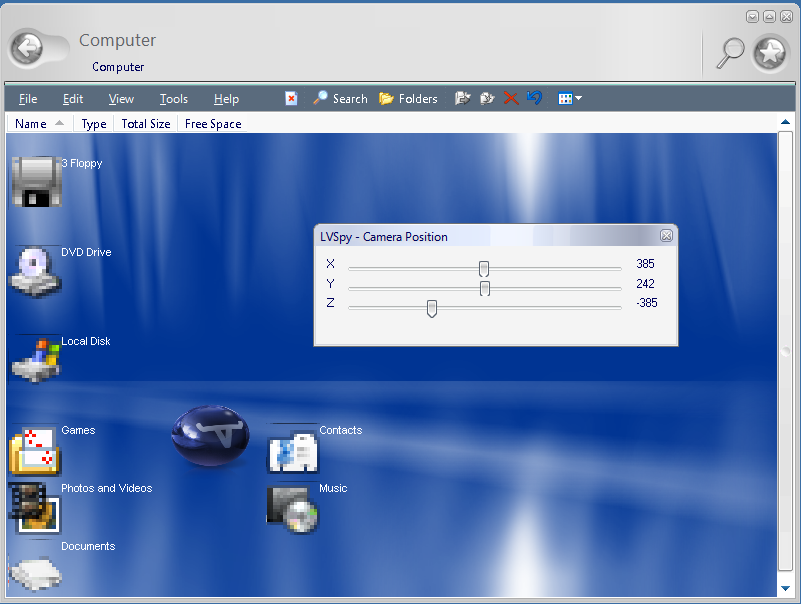 Computer
Computer
File Edit View Tools Help Search Folders
Name Type Total Size Free Space
3 Floppy
DVD Drive
LVSpy - Camera Position
X 385
Y 242
Z -385
Local Disk
Games
Contacts
Photos and Videos
Music
Documents